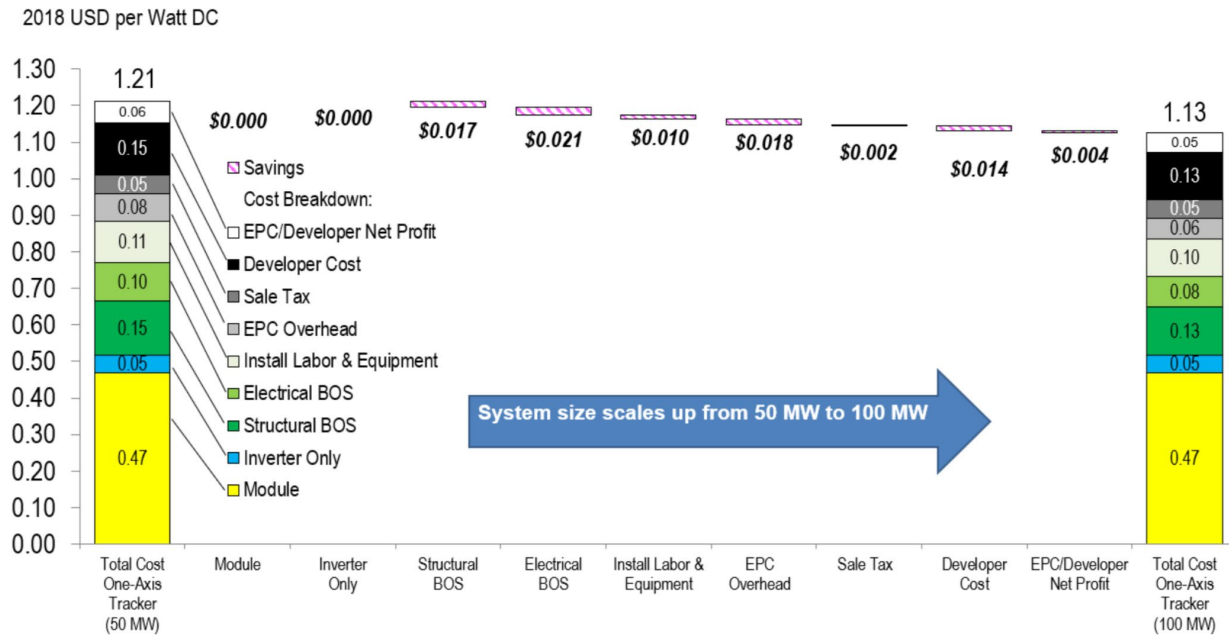 2018 USD per Watt DC
1.30
1.20
1.10
1.00
0.90
0.80
0.70
0.60
0.50
0.40
0.30
0.20
0.10
0.00
1.21
0.06
0.15
0.05
0.08
0.11
0.10
0.15
0.05
0.47
$0.000
$0.000
$0.017
$0.021
$0.010
$0.018
$0.002
$0.014
$0.004
Savings
Cost Breakdown:
EPC/Developer Net Profit
Developer Cost
Sale Tax
EPC Overhead
Install Labor & Equipment
Electrical BOS
Structural BOS
Inverter Only
Module
System size scales up from 50 MW to 100 MW
1.13
0.05
0.13
0.05
0.06
0.10
0.08
0.13
0.05
0.47
Total Cost
One-Axis
Tracker
(50 MW)
Module
Inverter
Only
Structural
BOS
Electrical
BOS
Install Labor &
Equipment
EPC
Overhead
Sale Tax
Developer
Cost
EPC/Developer
Net Profit
Total Cost
One-Axis
Tracker
(100 MW)